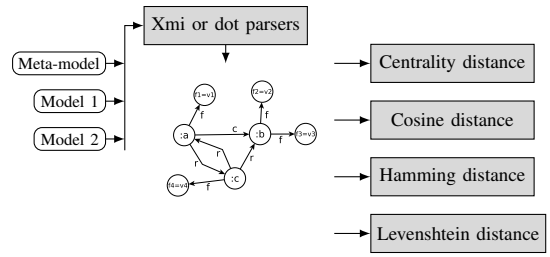 Xmi or dot parsers
Meta-model
Model 1
Model 2
f1=v1
f2=v2
f
f
:a
c
:b
f
f3=v3
r
r
r
f4=v4
f
:c
Centrality distance
Cosine distance
Hamming distance
Levenshtein distance